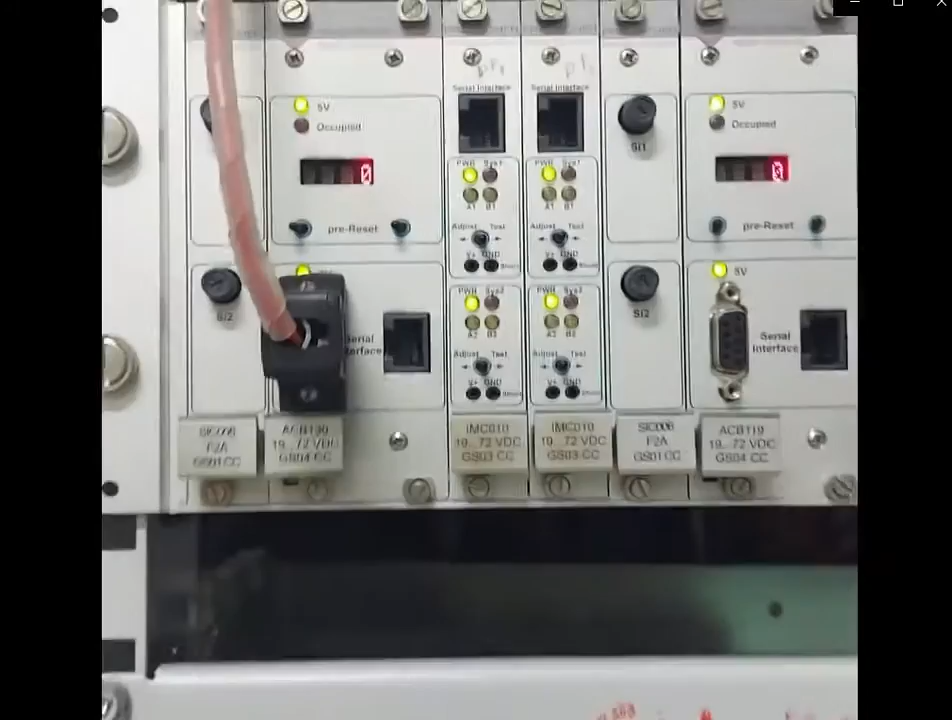 5V
Occupied
0
pre-Reset
Si2
Serial
Interface
SIC006
F2A
GS01 CC
19...72 VDC
GS04 CC
Serial Interface
PWR Sys1
A1 B1
Adjust Test
V+ GND
PWR Sys2
A2 B2
Adjust Test
V+ GND
IMC010
19...72 VDC
GS03 CC
Serial Interface
PWR Sys1
A1 B1
Adjust Test
V+ GND
PWR Sys2
A2 B2
Adjust Test
V+ GND
IMC010
19...72 VDC
GS03 CC
Si1
Si2
SIC006
F2A
GS01 CC
5V
Occupied
0
pre-Reset
5V
Serial
Interface
ACB119
19...72 VDC
GS04 CC